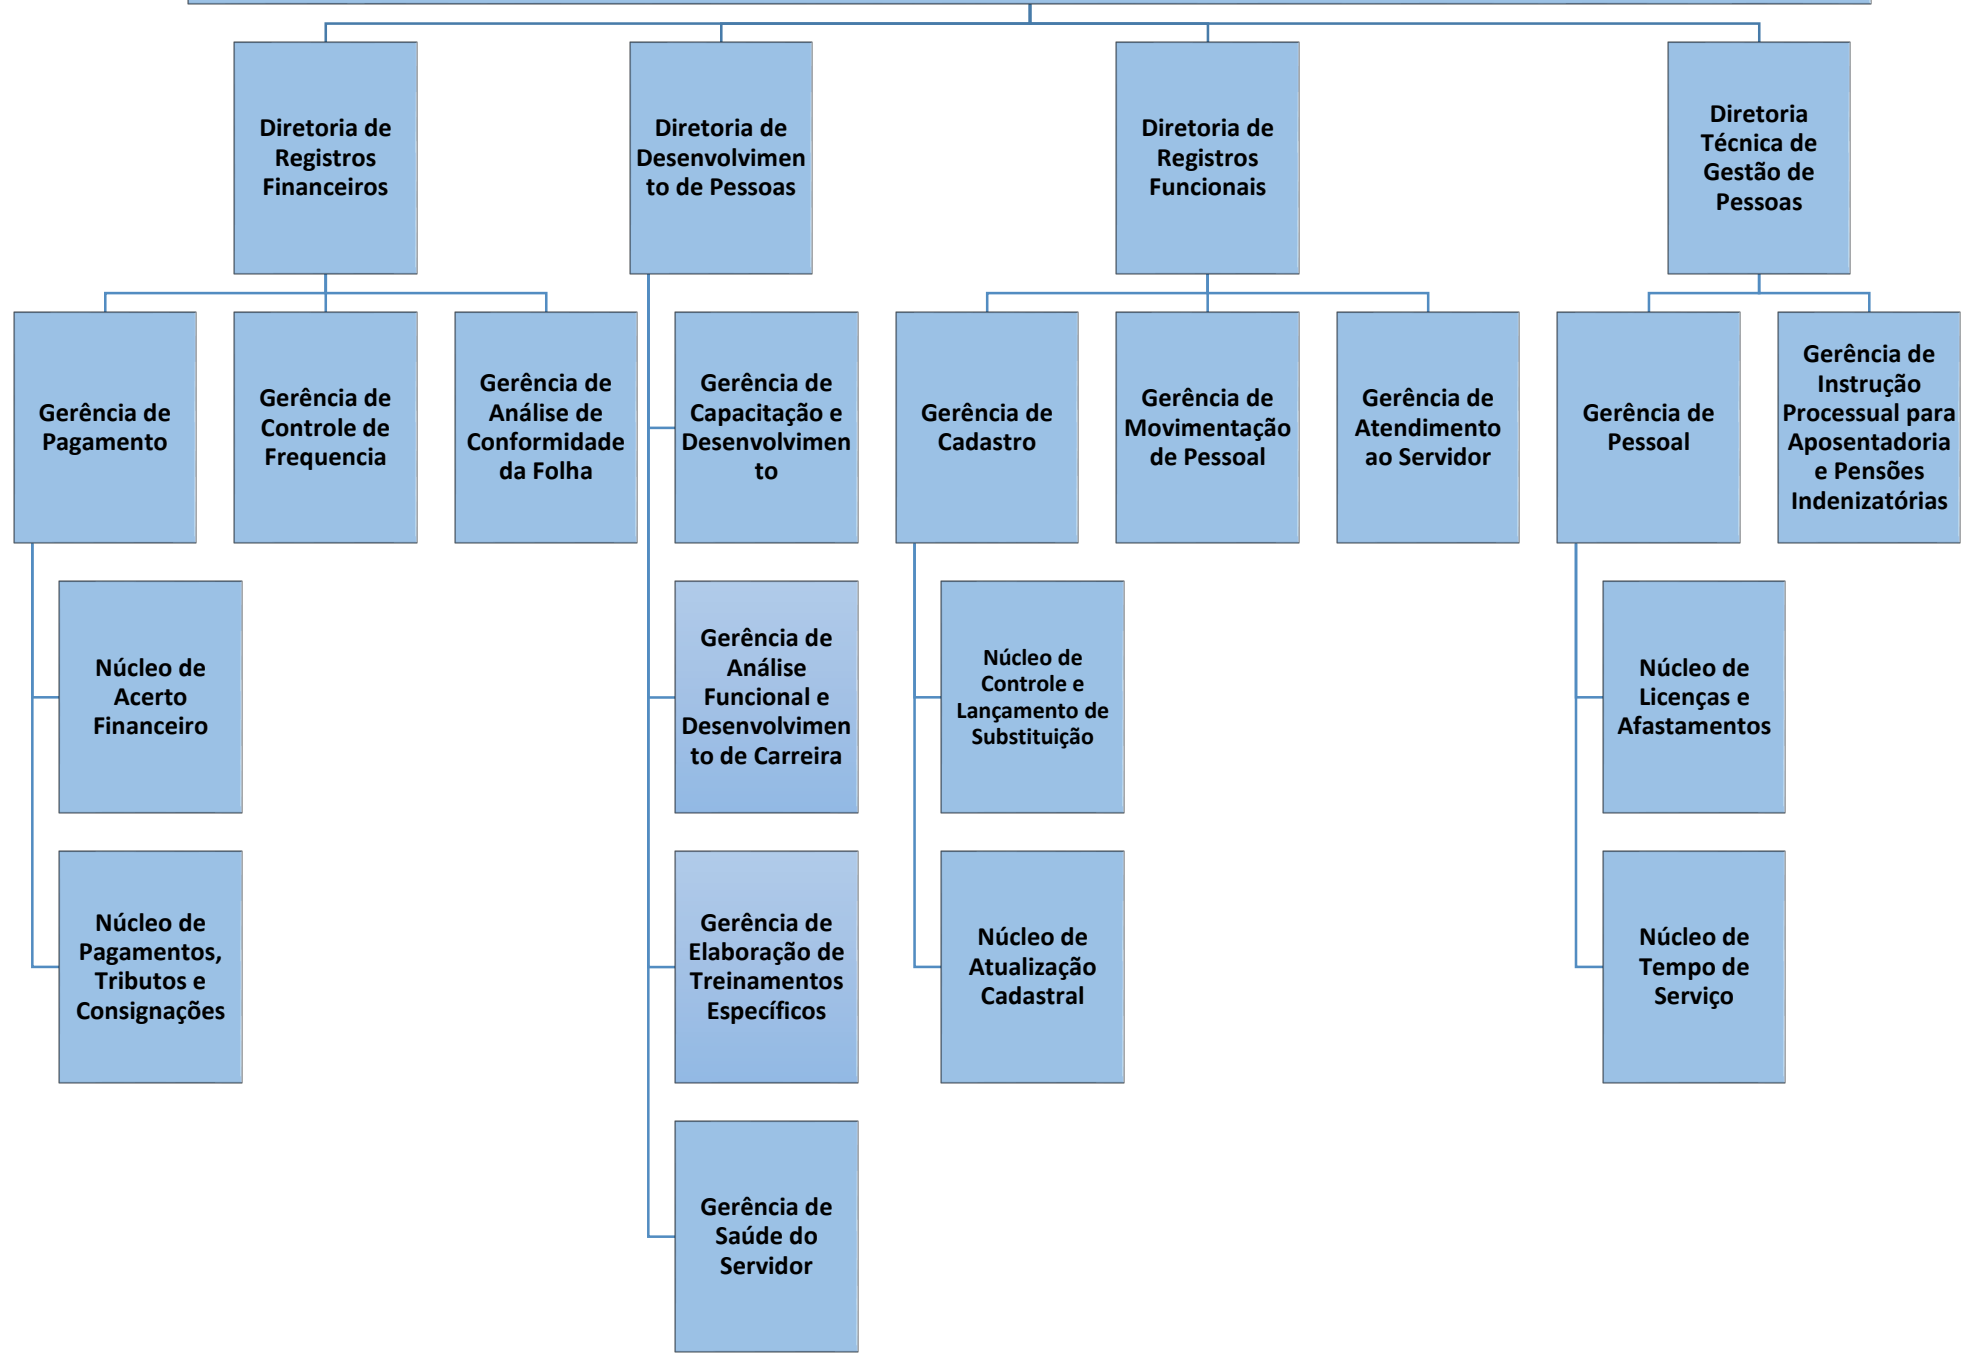 Diretoria de
Registros
Financeiros
Diretoria de
Desenvolvimen
to de Pessoas
Diretoria de
Registros
Funcionais
Diretoria
Técnica de
Gestão de
Pessoas
Gerência de
Pagamento
Gerência de
Controle de
Frequencia
Gerência de
Análise de
Conformidade
da Folha
Gerência de
Capacitação e
Desenvolvimen
to
Gerência de
Cadastro
Gerência de
Movimentação
de Pessoal
Gerência de
Atendimento
ao Servidor
Gerência de
Pessoal
Gerência de
Instrução
Processual para
Aposentadoria
e Pensões
Indenizatórias
Núcleo de
Acerto
Financeiro
Gerência de
Análise
Funcional e
Desenvolvimen
to de Carreira
Núcleo de
Controle e
Lançamento de
Substituição
Núcleo de
Licenças e
Afastamentos
Núcleo de
Pagamentos,
Tributos e
Consignações
Gerência de
Elaboração de
Treinamentos
Específicos
Núcleo de
Atualização
Cadastral
Núcleo de
Tempo de
Serviço
Gerência de
Saúde do
Servidor